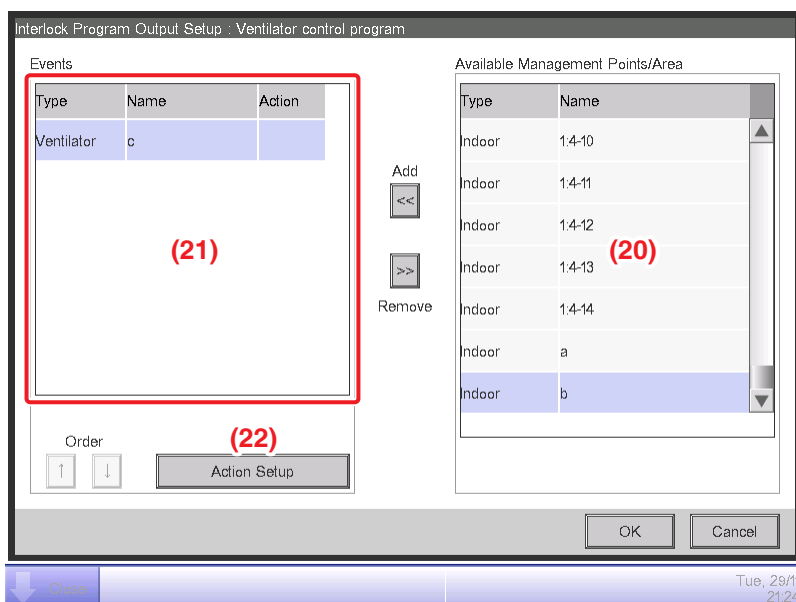 Interlock Program Output Setup : Ventilator control program
Events
Available Management Points/Area
Type Name Action
Ventilator c
(21)
Add
<<
>>
Remove
Type Name
Indoor 1:4-10
Indoor 1:4-11
Indoor 1:4-12
Indoor 1:4-13
Indoor 1:4-14
Indoor a
Indoor b
(20)
Order
↑ ↓
(22)
Action Setup
OK Cancel
Tue, 29/1
21:24